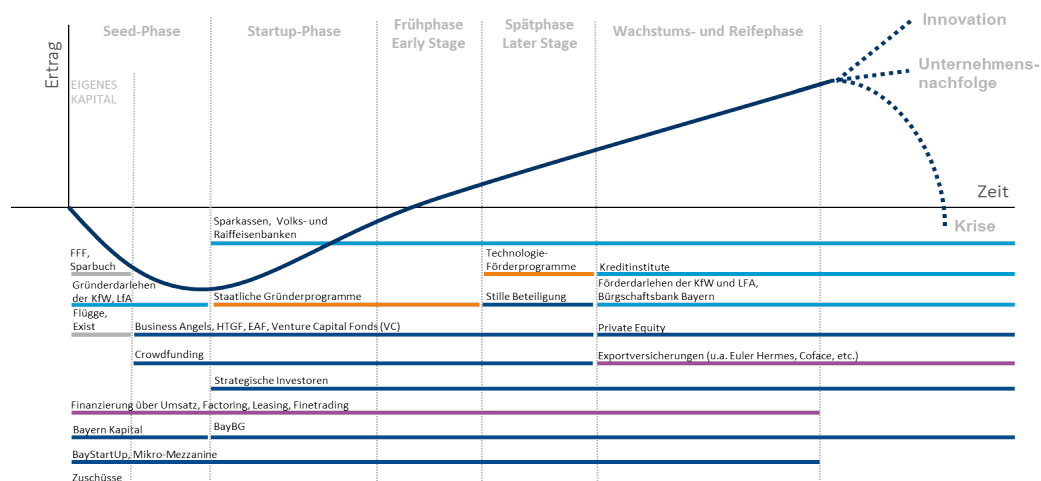 Ertrag
Seed-Phase
Startup-Phase
Frühphase
Early Stage
Spätphase
Later Stage
Wachstums- und Reifephase
Innovation
Unternehmens-
nachfolge
EIGENES
KAPITAL
Zeit
Krise
Sparkassen, Volks- und
Raiffeisenbanken
FFF,
Sparbuch
Technologie-
Förderprogramme
Kreditinstitute
Gründerdarlehen
der KfW, LfA
Staatliche Gründerprogramme
Stille Beteiligung
Förderdarlehen der KfW und LFA,
Bürgschaftsbank Bayern
Flügge,
Exist
Business Angels, HTGF, EAF, Venture Capital Fonds (VC)
Private Equity
Crowdfunding
Exportversicherungen (u.a. Euler Hermes, Coface, etc.)
Strategische Investoren
Finanzierung über Umsatz, Factoring, Leasing, Finetrading
Bayern Kapital
BayBG
BayStartUp, Mikro-Mezzanine
Zuschüsse